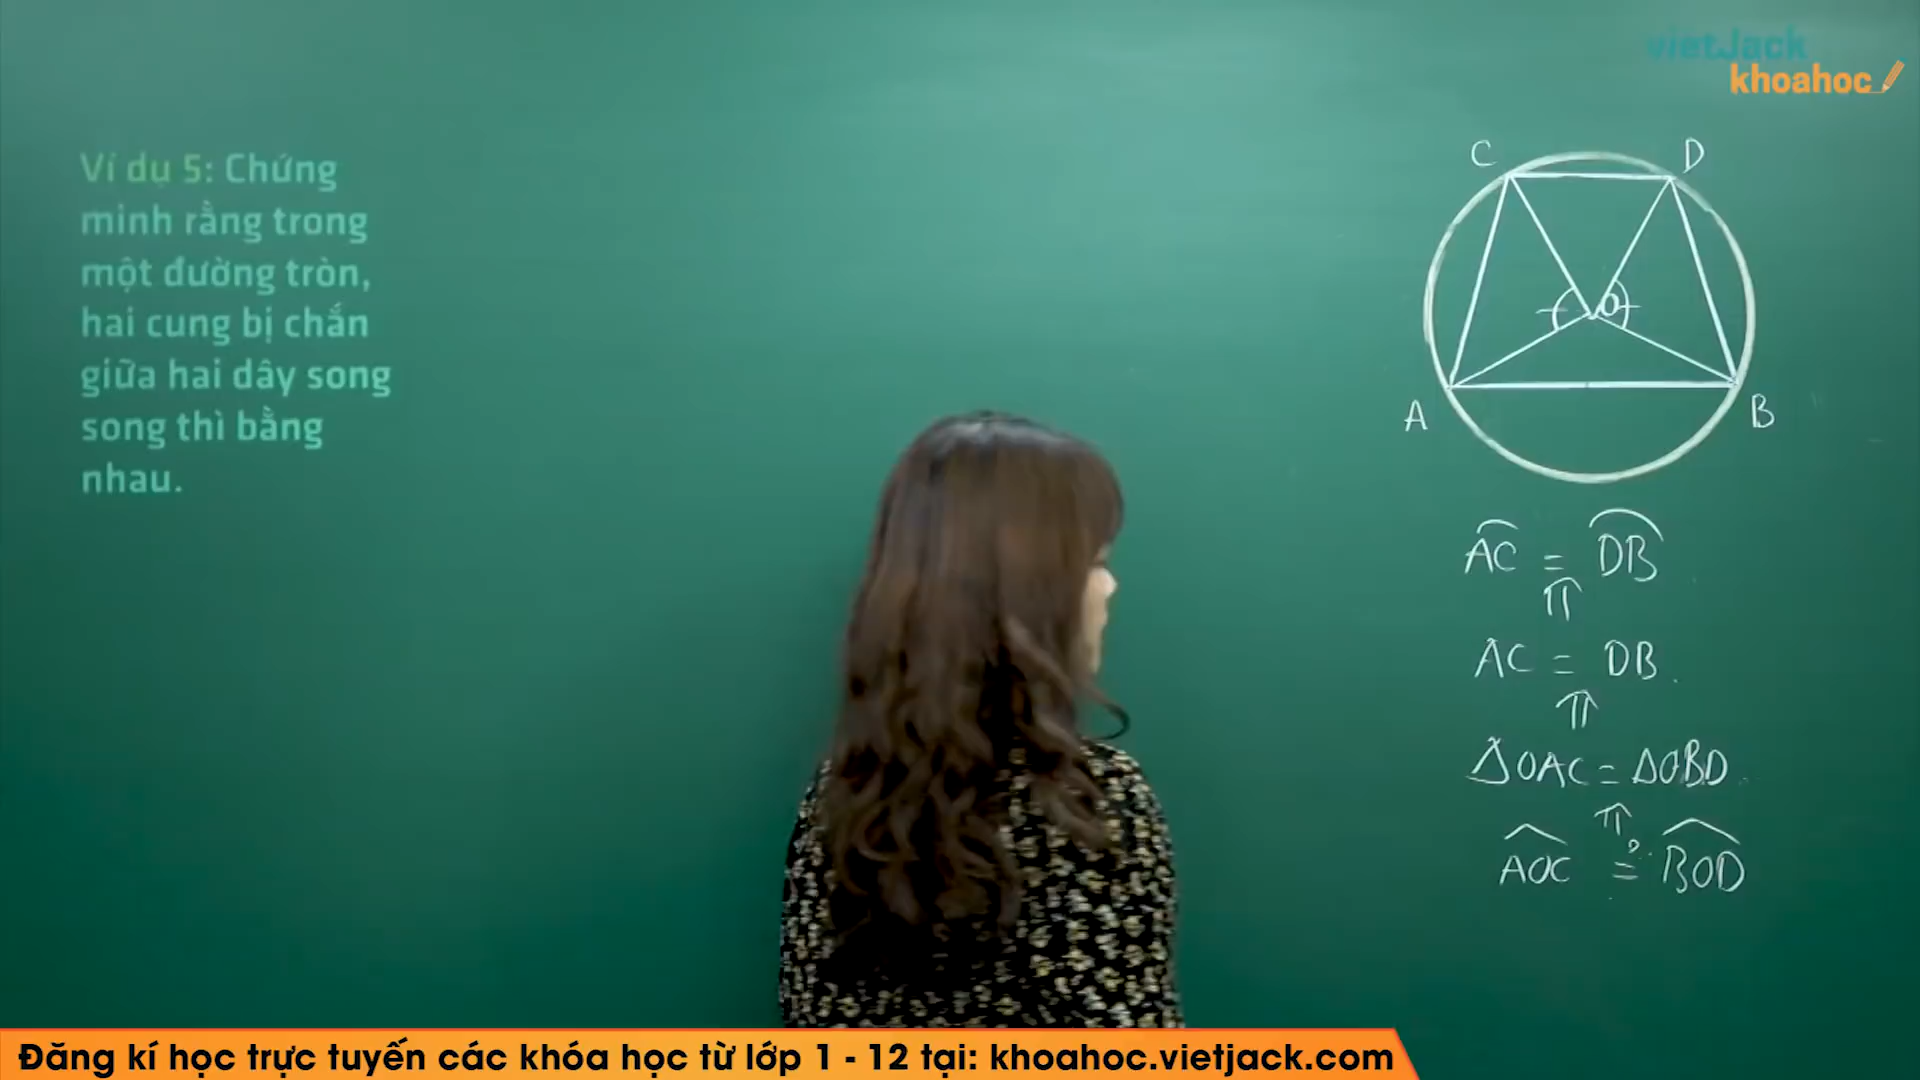 vietJack
khoahoc
Ví dụ 5: Chứng
minh rằng trong
một đường tròn,
hai cung bị chắn
giữa hai dây song
song thì bằng
nhau.
C D
O
A B
⌢AC = ⌢DB
⇑
AC = DB.
⇑
ΔOAC = ΔOBD.
⇑
^AOC ?= ^BOD
Đăng kí học trực tuyến các khóa học từ lớp 1 - 12 tại: khoahoc.vietjack.com